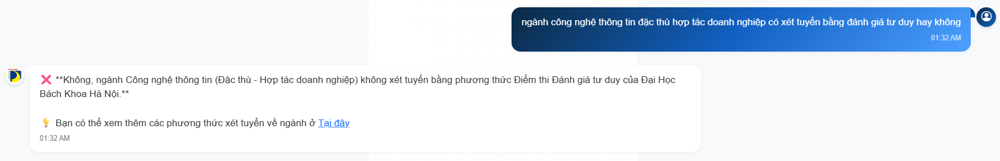 ngành công nghệ thông tin đặc thù hợp tác doanh nghiệp có xét tuyển bằng đánh giá tư duy hay không
01:32 AM
❌ **Không, ngành Công nghệ thông tin (Đặc thù - Hợp tác doanh nghiệp) không xét tuyển bằng phương thức Điểm thi Đánh giá tư duy của Đại Học
Bách Khoa Hà Nội.**
💡 Bạn có thể xem thêm các phương thức xét tuyển về ngành ở Tại đây
01:32 AM